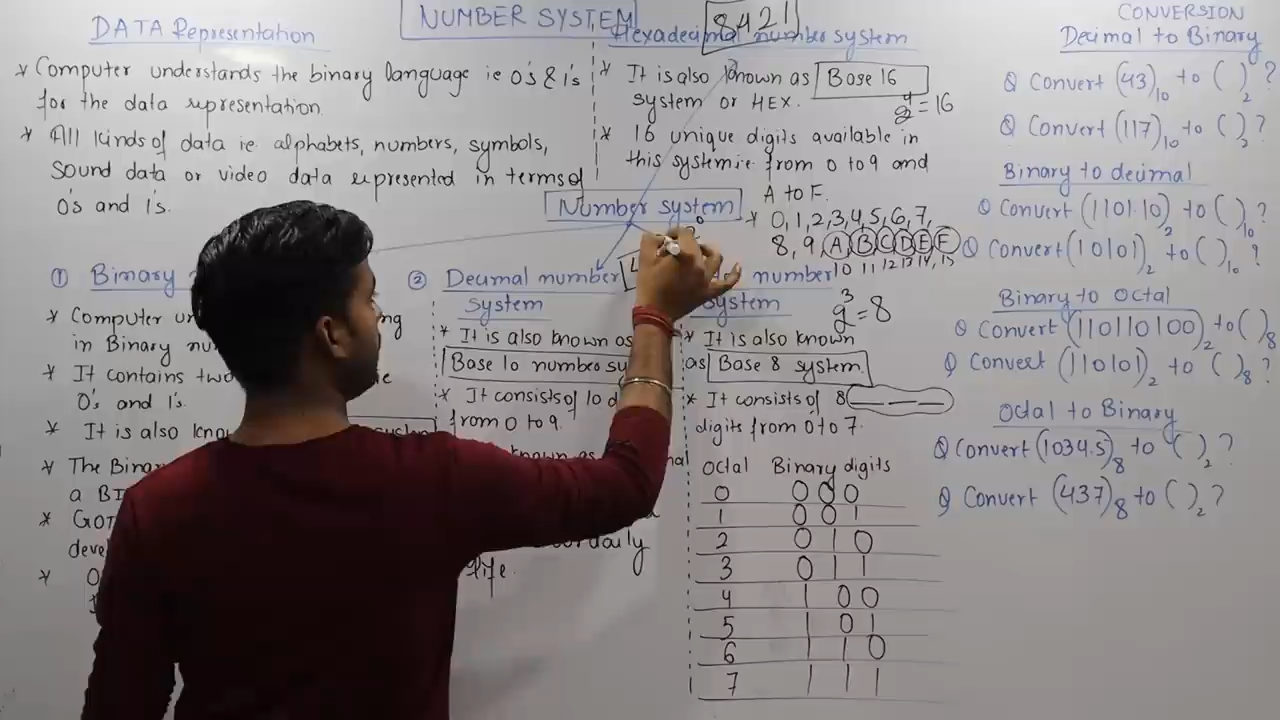 NUMBER SYSTEM
8421
DATA Representation
* Computer understands the binary language ie 0's & 1's
for the data representation.
* All kinds of data ie. alphabets, numbers, symbols,
Sound data or video data represented in terms of
0's and 1's.
Hexadecimal number system
* It is also known as Base 16
system or HEX.
2^4 = 16
* 16 unique digits available in
this system i.e. from 0 to 9 and
A to F.
* 0, 1, 2, 3, 4, 5, 6, 7,
8, 9 A B C D E F
10 11 12 13 14, 15
Number system
① Binary
* Computer
in Binary
* It contains
0's and 1's.
* It is also
* The Binary
a
*
*
② Decimal number
system
* It is also known as
Base 10 number
* It consists of 10
from 0 to 9.
known as
daily
life.
number
system
2^3 = 8
* It is also known
as Base 8 system.
* It consists of 8
digits from 0 to 7.
Octal Binary digits
0 0 0 0
1 0 0 1
2 0 1 0
3 0 1 1
4 1 0 0
5 1 0 1
6 1 1 0
7 1 1 1
CONVERSION
Decimal to Binary
Q Convert (43)10 to ( )2 ?
Q Convert (117)10 to ( )2 ?
Binary to decimal
Q Convert (1101.10)2 to ( )10 ?
Q Convert (10101)2 to ( )10 ?
Binary to Octal
Q Convert (110110100)2 to ( )8
Q Convert (11010)2 to ( )8 ?
Octal to Binary
Q Convert (1034.5)8 to ( )2 ?
Q Convert (437)8 to ( )2 ?